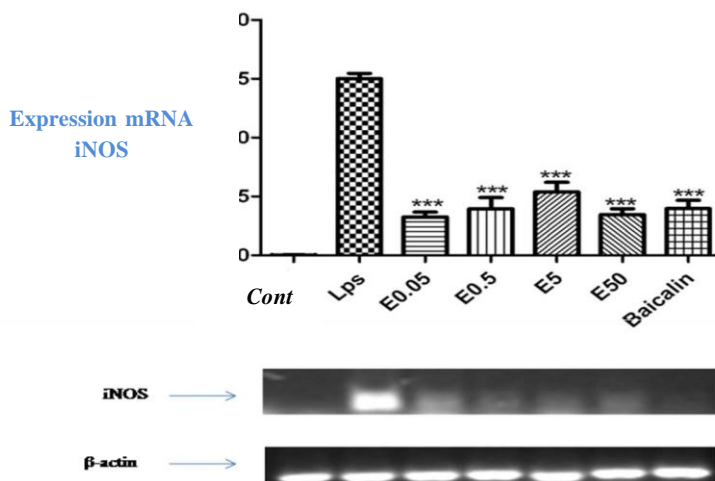 0
5
0
5
0
Expression mRNA
iNOS
*** *** *** *** ***
Cont Lps E0.05 E0.5 E5 E50 Baicalin
iNOS
β-actin